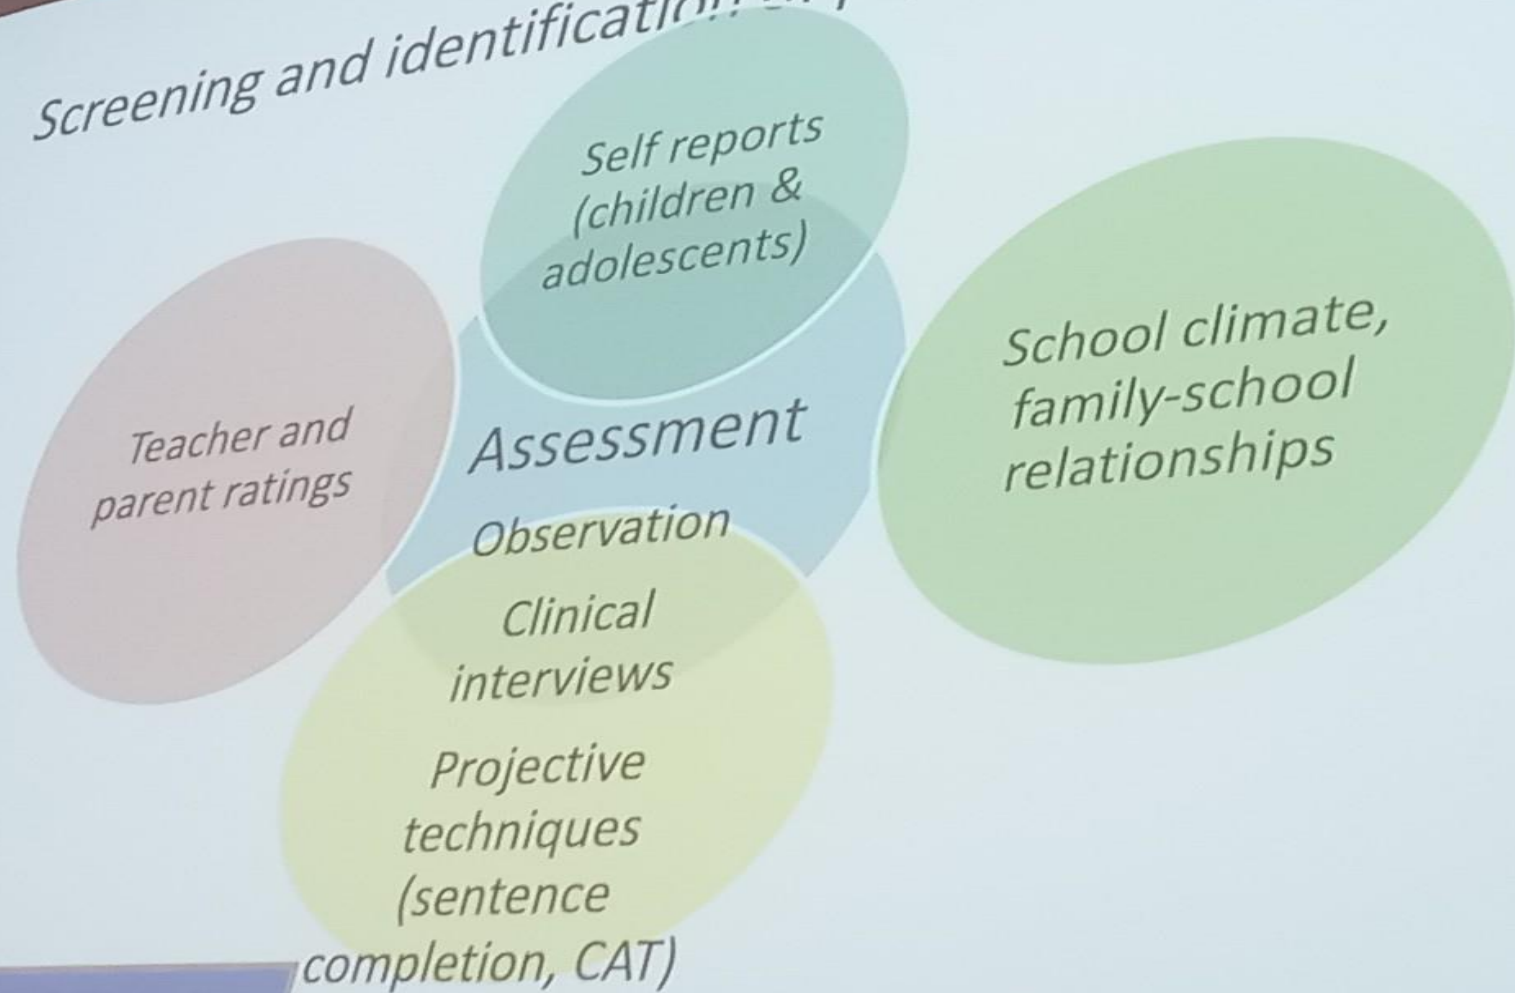 Screening and identification
Self reports
(children &
adolescents)
Teacher and
parent ratings
Assessment
School climate,
family-school
relationships
Observation
Clinical
interviews
Projective
techniques
(sentence
completion, CAT)